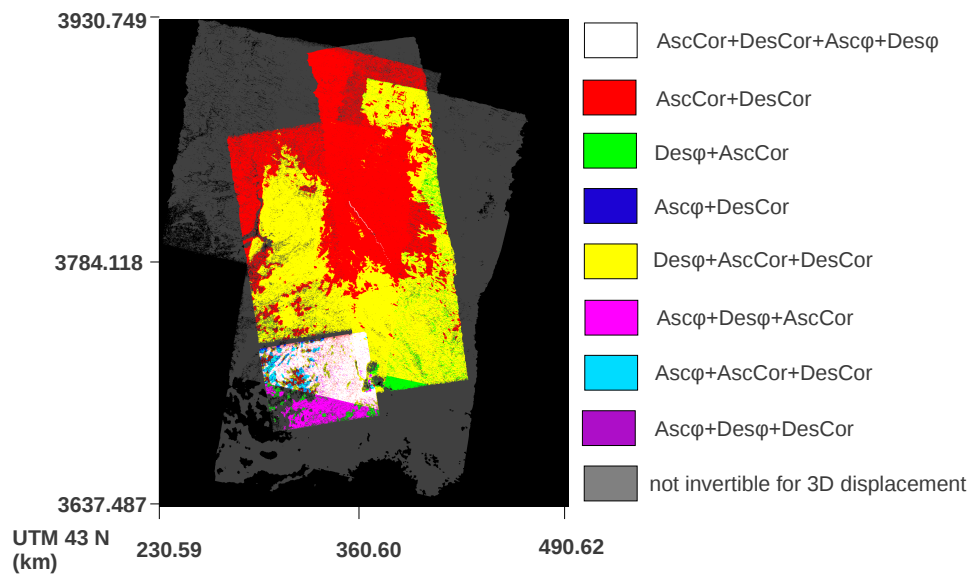 3930.749
3784.118
3637.487
UTM 43 N
(km)
230.59
360.60
490.62
AscCor+DesCor+Ascφ+Desφ
AscCor+DesCor
Desφ+AscCor
Ascφ+DesCor
Desφ+AscCor+DesCor
Ascφ+Desφ+AscCor
Ascφ+AscCor+DesCor
Ascφ+Desφ+DesCor
not invertible for 3D displacement